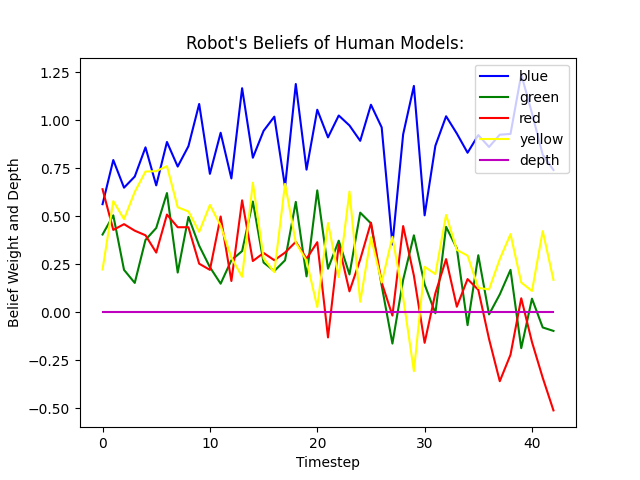 Robot's Beliefs of Human Models:
1.25
1.00
0.75
0.50
0.25
0.00
−0.25
−0.50
Belief Weight and Depth
blue
green
red
yellow
depth
0 10 20 30 40
Timestep